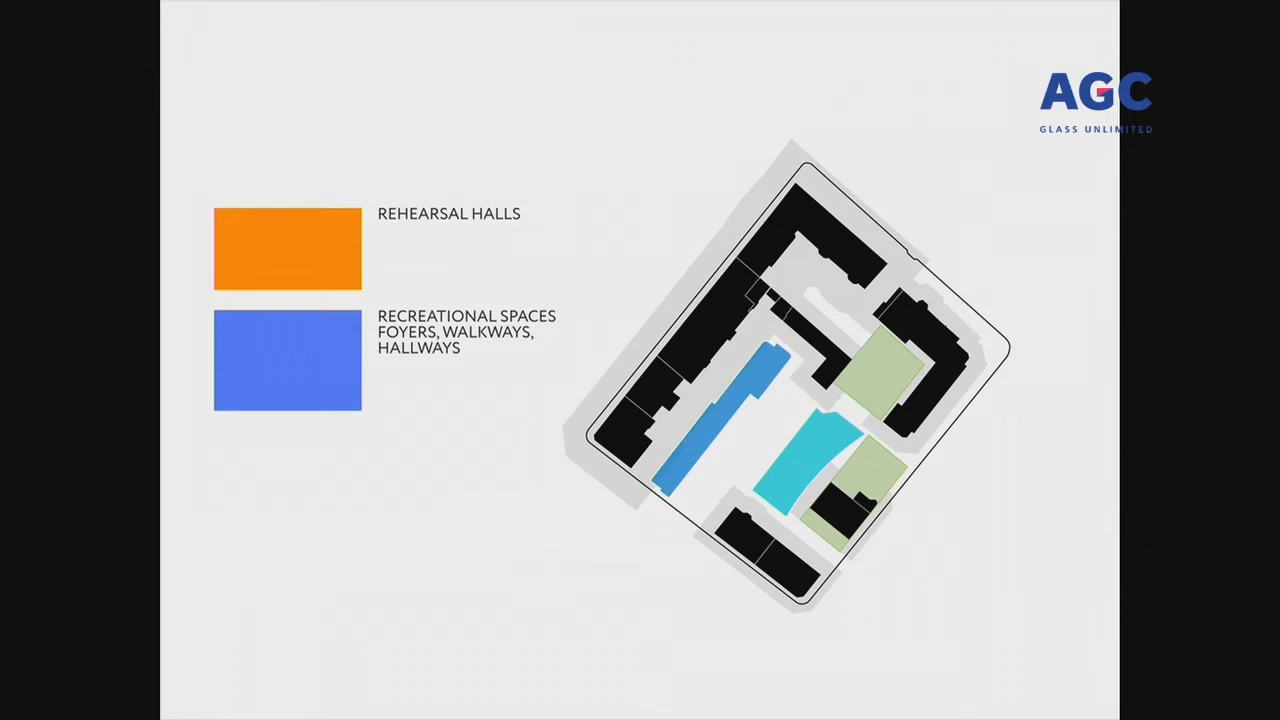 AGC
GLASS UNLIMITED
REHEARSAL HALLS
RECREATIONAL SPACES
FOYERS, WALKWAYS,
HALLWAYS